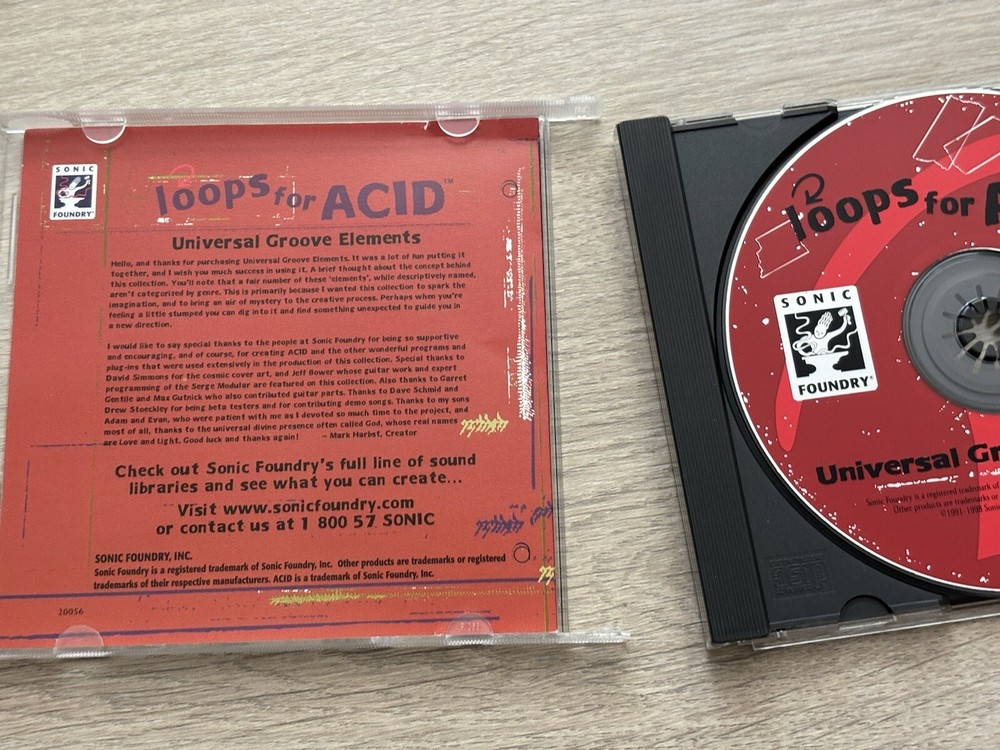 SONIC
FOUNDRY
loops for ACID™
Universal Groove Elements
Hello, and thanks for purchasing Universal Groove Elements. It was a lot of fun putting it
together, and I wish you much success in using it. A brief thought about the concept behind
this collection. You'll note that a fair number of these 'elements', while descriptively named,
aren't categorized by genre. This is primarily because I wanted this collection to spark the
imagination, and to bring an air of mystery to the creative process. Perhaps when you're
feeling a little stumped you can dig into it and find something unexpected to guide you in
a new direction.
I would like to say special thanks to the people at Sonic Foundry for being so supportive
and encouraging, and of course, for creating ACID and the other wonderful programs and
plug-ins that were used extensively in the production of this collection. Special thanks to
David Simmons for the cosmic cover art, and Jeff Bower whose guitar work and expert
programming of the Serge Modular are featured on this collection. Also thanks to Garret
Gentile and Max Gutnick who also contributed guitar parts. Thanks to Dave Schmid and
Drew Stoeckley for being beta testers and for contributing demo songs. Thanks to my sons
Adam and Evan, who were patient with me as I devoted so much time to the project, and
most of all, thanks to the universal divine presence often called God, whose real names
are Love and Light. Good luck and thanks again! – Mark Harbst, Creator
Check out Sonic Foundry's full line of sound
libraries and see what you can create...
Visit www.sonicfoundry.com
or contact us at 1 800 57 SONIC
SONIC FOUNDRY, INC.
Sonic Foundry is a registered trademark of Sonic Foundry, Inc. Other products are trademarks or registered
trademarks of their respective manufacturers. ACID is a trademark of Sonic Foundry, Inc.
20056
loops for A
SONIC
FOUNDRY®
Universal Gr
Sonic Foundry is a registered trademark of
Other products are trademarks or
©1991-1998 Sonic